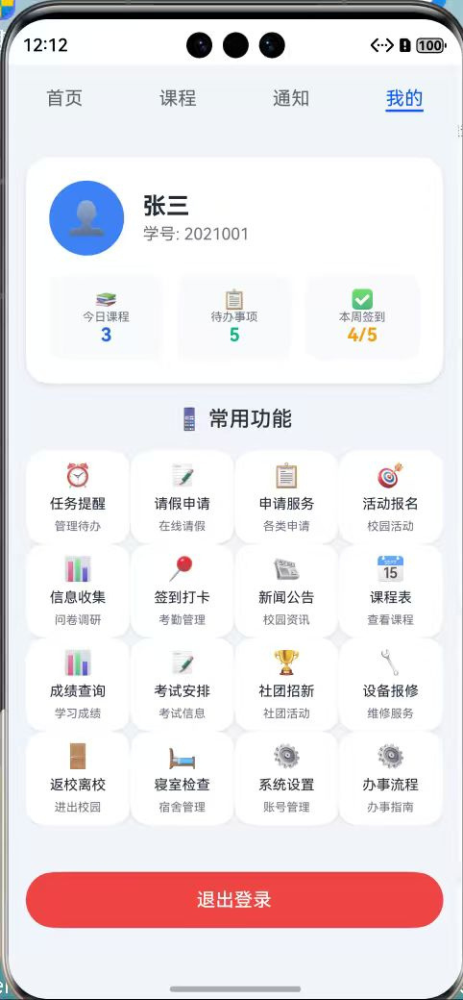 12:12
100
首页 课程 通知 我的
张三
学号: 2021001
今日课程 待办事项 本周签到
3 5 4/5
常用功能
任务提醒 请假申请 申请服务 活动报名
管理待办 在线请假 各类申请 校园活动
15
信息收集 签到打卡 新闻公告 课程表
问卷调研 考勤管理 校园资讯 查看课程
成绩查询 考试安排 社团招新 设备报修
学习成绩 考试信息 社团活动 维修服务
返校离校 寝室检查 系统设置 办事流程
进出校园 宿舍管理 账号管理 办事指南
退出登录